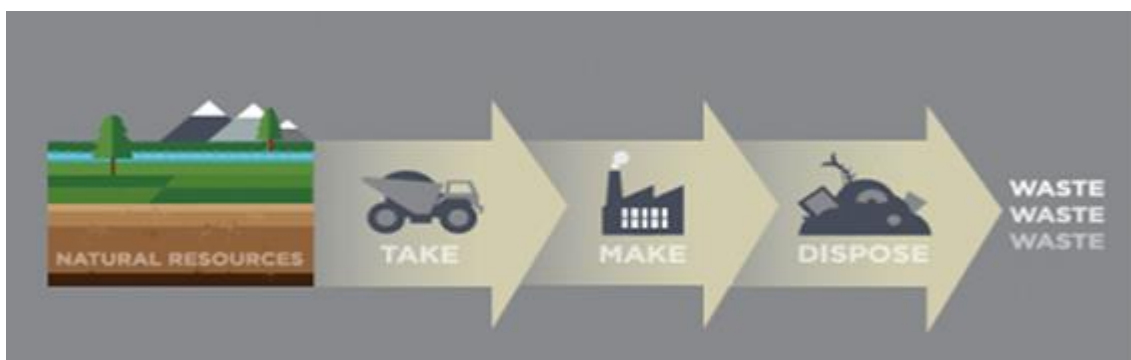 NATURAL RESOURCES
TAKE
MAKE
DISPOSE
WASTE
WASTE
WASTE